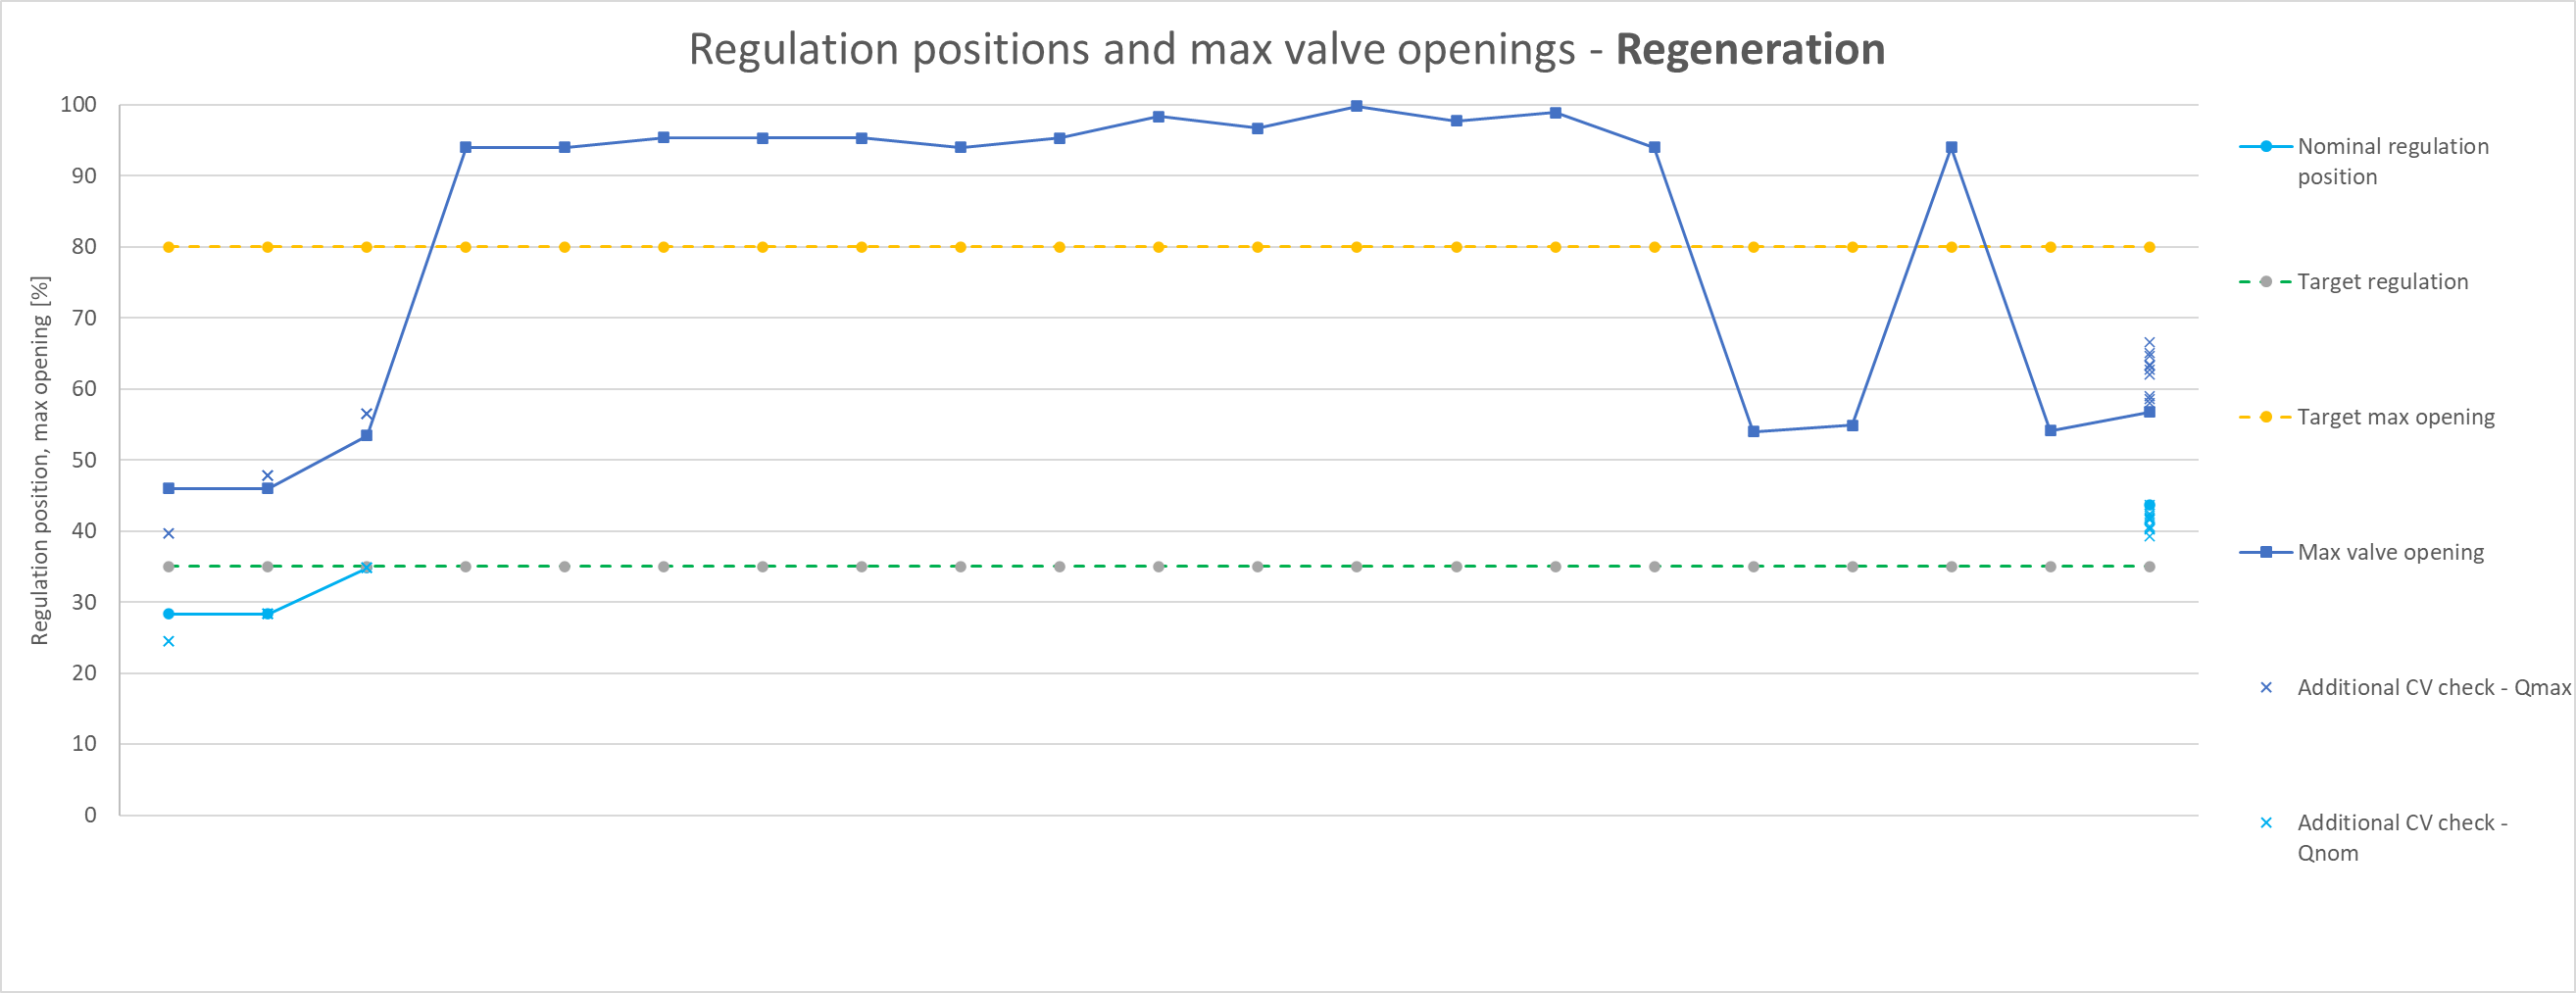 Regulation positions and max valve openings - Regeneration
Regulation position, max opening [%]
100
90
80
70
60
50
40
30
20
10
0
Nominal regulation
position
Target regulation
Target max opening
Max valve opening
Additional CV check - Qmax
Additional CV check -
Qnom